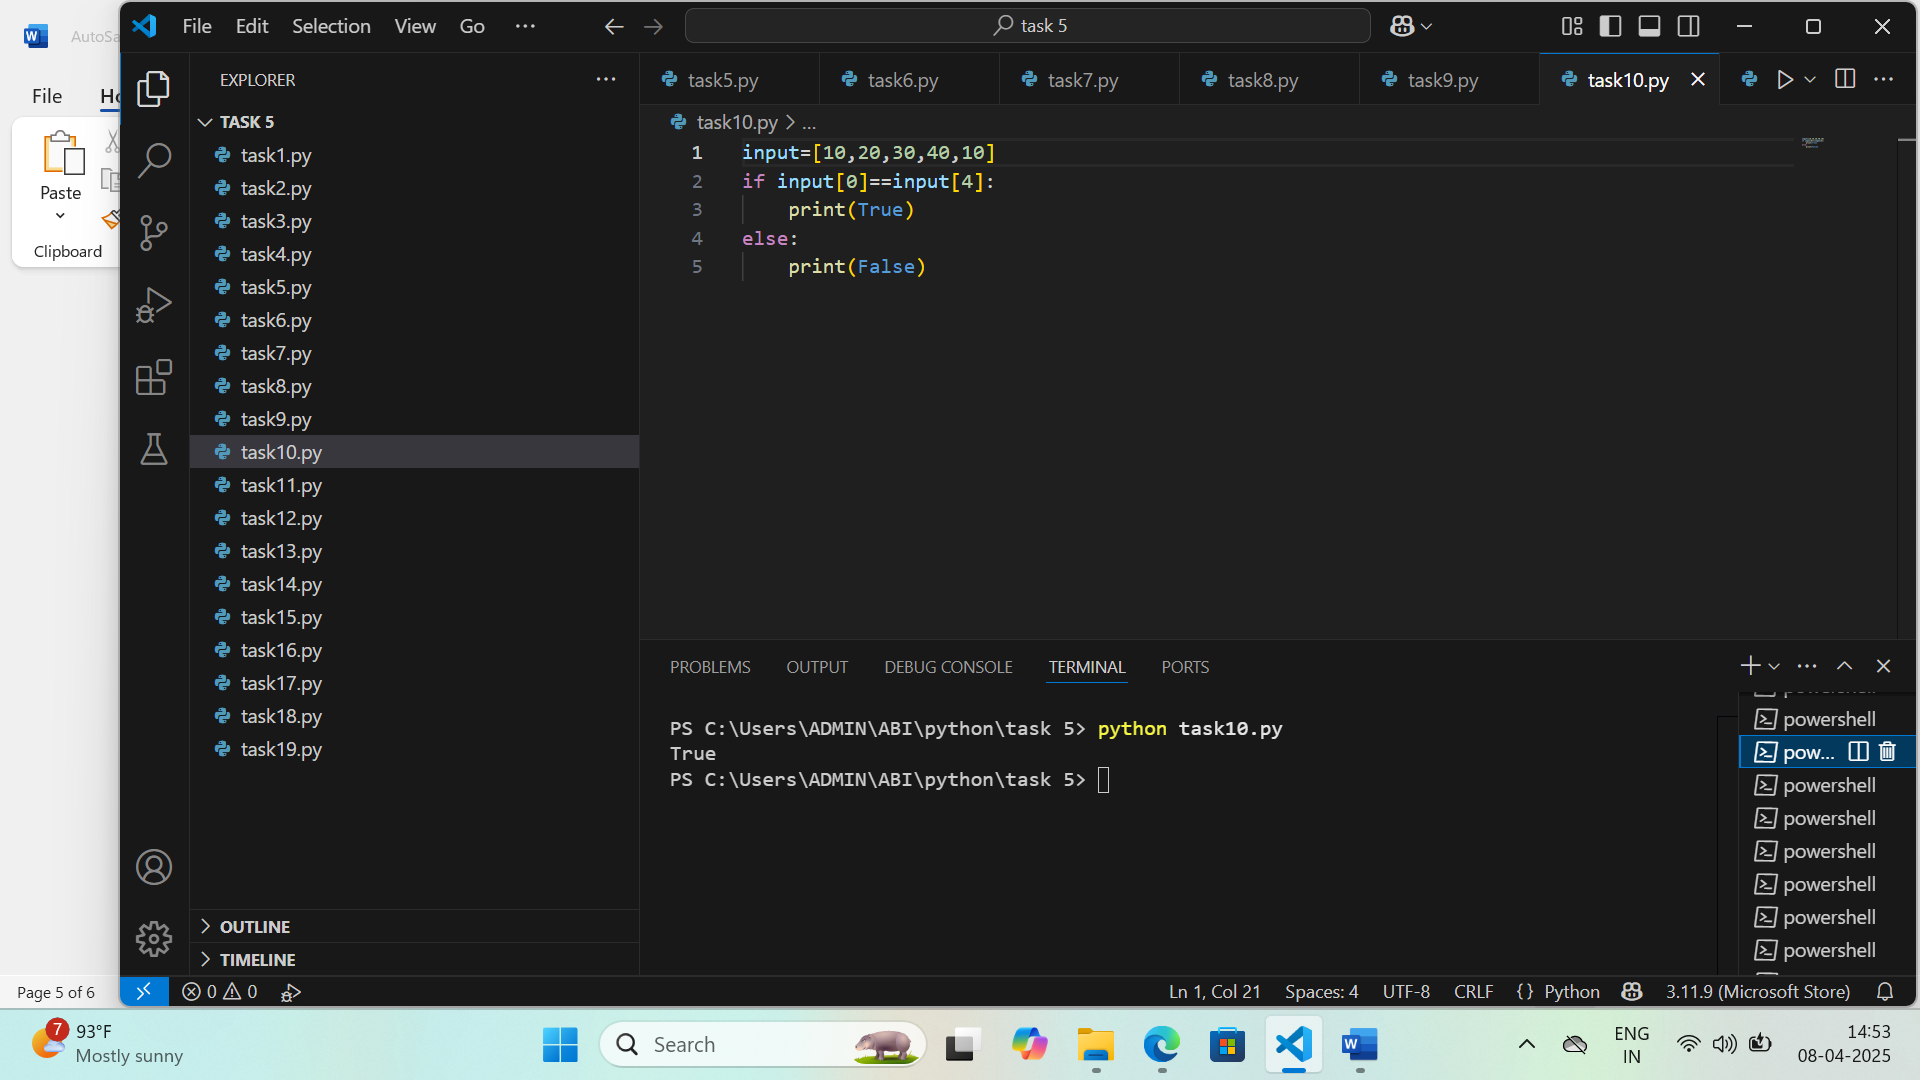 AutoSa
File
Ho
Paste
Clipboard
Page 5 of 6
File Edit Selection View Go ···
task 5
EXPLORER
TASK 5
task1.py
task2.py
task3.py
task4.py
task5.py
task6.py
task7.py
task8.py
task9.py
task10.py
task11.py
task12.py
task13.py
task14.py
task15.py
task16.py
task17.py
task18.py
task19.py
OUTLINE
TIMELINE
task5.py task6.py task7.py task8.py task9.py task10.py
task10.py > ...
1 input=[10,20,30,40,10]
2 if input[0]==input[4]:
3 print(True)
4 else:
5 print(False)
PROBLEMS OUTPUT DEBUG CONSOLE TERMINAL PORTS
PS C:\Users\ADMIN\ABI\python\task 5> python task10.py
True
PS C:\Users\ADMIN\ABI\python\task 5>
powershell
pow...
powershell
powershell
powershell
powershell
powershell
powershell
0 0
Ln 1, Col 21 Spaces: 4 UTF-8 CRLF {} Python 3.11.9 (Microsoft Store)
7
93°F
Mostly sunny
Search
ENG
IN
14:53
08-04-2025